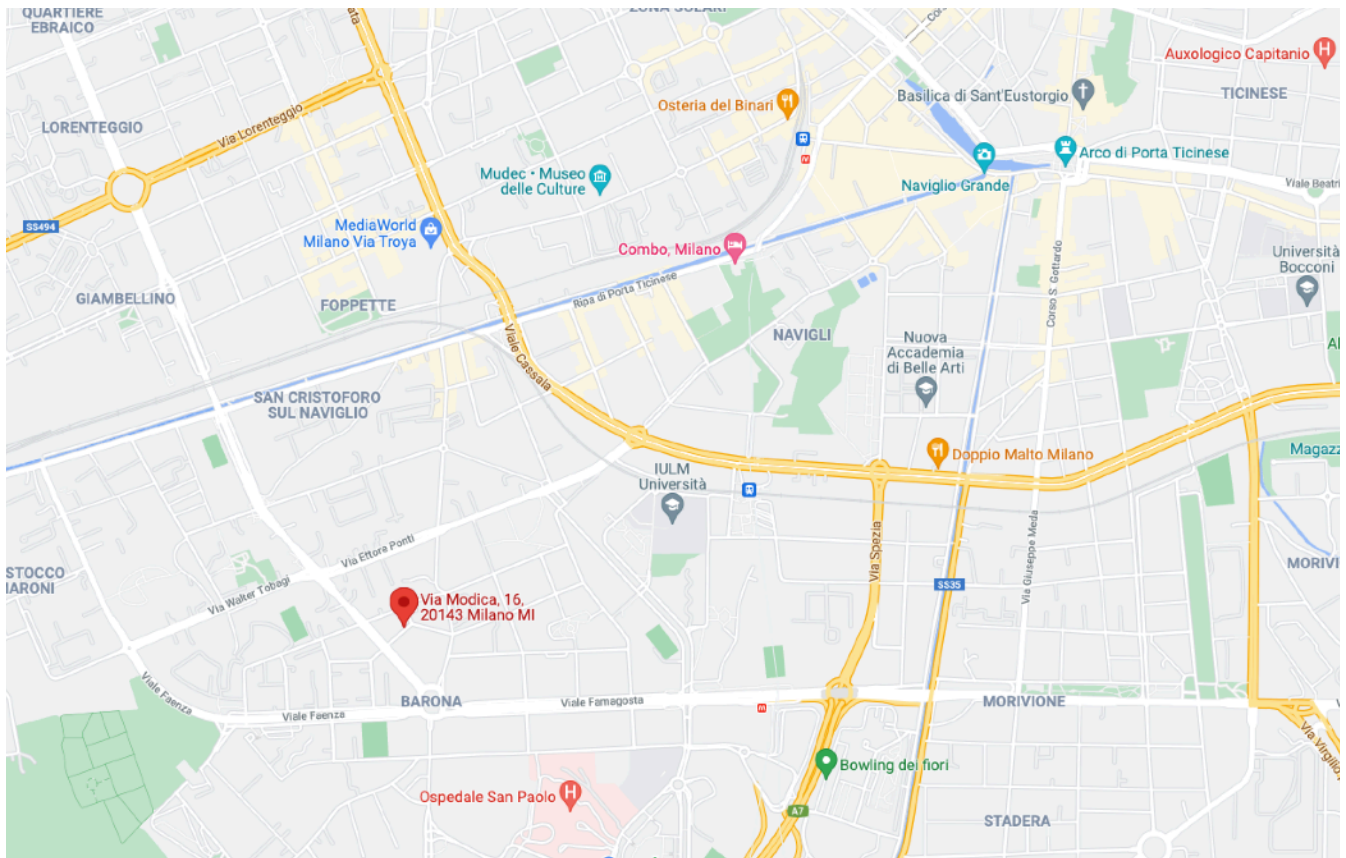 QUARTIERE
EBRAICO
ZONA SOLARI
Auxologico Capitanio
Osteria del Binari
Basilica di Sant'Eustorgio
TICINESE
LORENTEGGIO
Via Lorenteggio
Mudec • Museo
delle Culture
Arco di Porta Ticinese
Naviglio Grande
Viale Beatri
SS494
MediaWorld
Milano Via Troya
Combo, Milano
Corso S. Gottardo
Università
Bocconi
GIAMBELLINO
FOPPETTE
Ripa di Porta Ticinese
NAVIGLI
Nuova
Accademia
di Belle Arti
Viale Cassala
SAN CRISTOFORO
SUL NAVIGLIO
Doppio Malto Milano
Magazz
IULM
Università
Via Ettore Ponti
Via Spezia
Via Giuseppe Meda
STOCCO
MARONI
Via Walter Tobagi
SS35
MORIVI
Via Modica, 16,
20143 Milano MI
Viale Faenza
Viale Faenza
BARONA
Viale Famagosta
MORIVIONE
Via Virgilio
Bowling dei fiori
Ospedale San Paolo
A7
STADERA